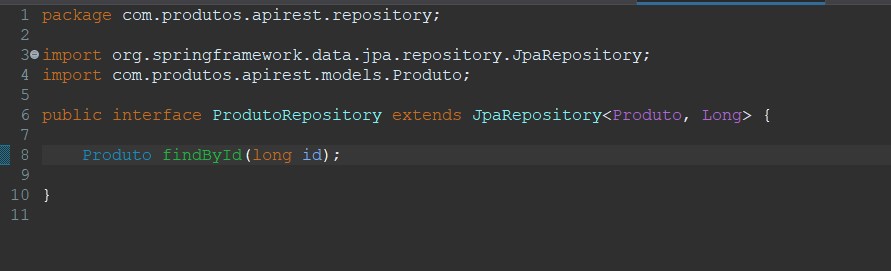 1 package com.produtos.apirest.repository;
2
3 import org.springframework.data.jpa.repository.JpaRepository;
4 import com.produtos.apirest.models.Produto;
5
6 public interface ProdutoRepository extends JpaRepository<Produto, Long> {
7
8     Produto findById(long id);
9
10 }
11